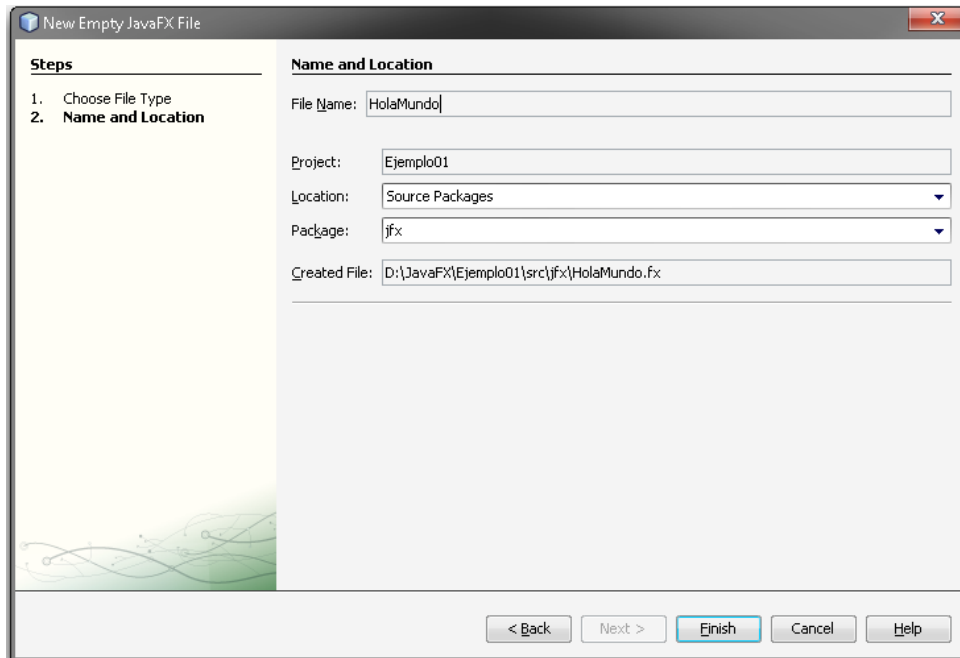 New Empty JavaFX File
Steps
1. Choose File Type
2. Name and Location
Name and Location
File Name: HolaMundo
Project: Ejemplo01
Location: Source Packages
Package: jfx
Created File: D:\JavaFX\Ejemplo01\src\jfx\HolaMundo.fx
< Back Next > Finish Cancel Help